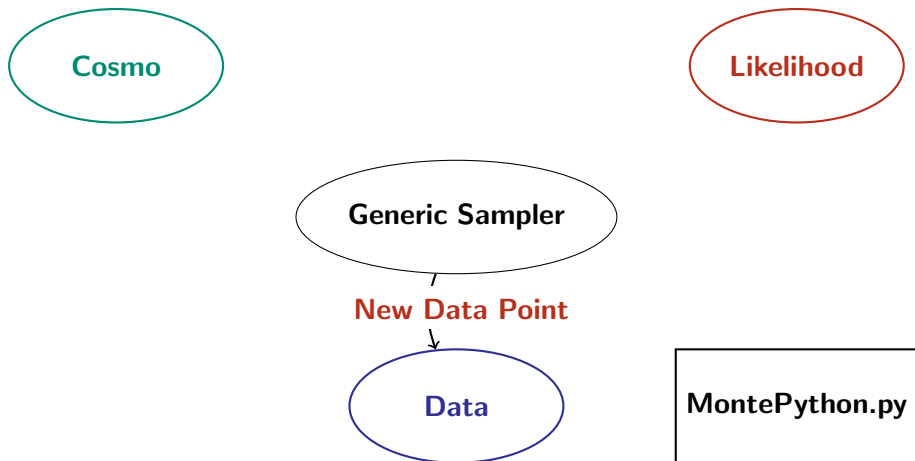 Cosmo
Likelihood
Generic Sampler
New Data Point
Data
MontePython.py